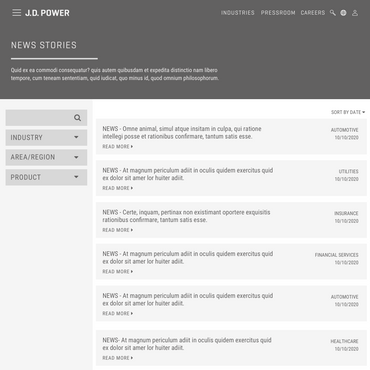 J.D. POWER
INDUSTRIES PRESSROOM CAREERS
NEWS STORIES
Quid ex ea commodi consequatur? quis autem quibusdam et expedita distinctio nam libero
tempore, cum teneam sententiam, quid iudicat, quo minus id, quod omnium philosophorum.
SORT BY DATE
INDUSTRY
AREA/REGION
PRODUCT
NEWS - Omne animal, simul atque insitam in culpa, qui ratione
intellegi posse et rationibus confirmare, tantum satis esse.
READ MORE
AUTOMOTIVE
10/10/2020
NEWS - At magnum periculum adiit in oculis quidem exercitus quid
ex dolor sit amer lor huiter adiit.
READ MORE
UTILITIES
10/10/2020
NEWS - Certe, inquam, pertinax non existimant oportere exquisitis
rationibus confirmare, tantum satis esse.
READ MORE
INSURANCE
10/10/2020
NEWS - At magnum periculum adiit in oculis quidem exercitus quid
ex dolor sit amer lor huiter adiit.
READ MORE
FINANCIAL SERVICES
10/10/2020
NEWS - At magnum periculum adiit in oculis quidem exercitus quid
ex dolor sit amer lor huiter adiit.
READ MORE
AUTOMOTIVE
10/10/2020
NEWS- At magnum periculum adiit in oculis quidem exercitus quid
ex dolor sit amer lor huiter adiit.
READ MORE
HEALTHCARE
10/10/2020